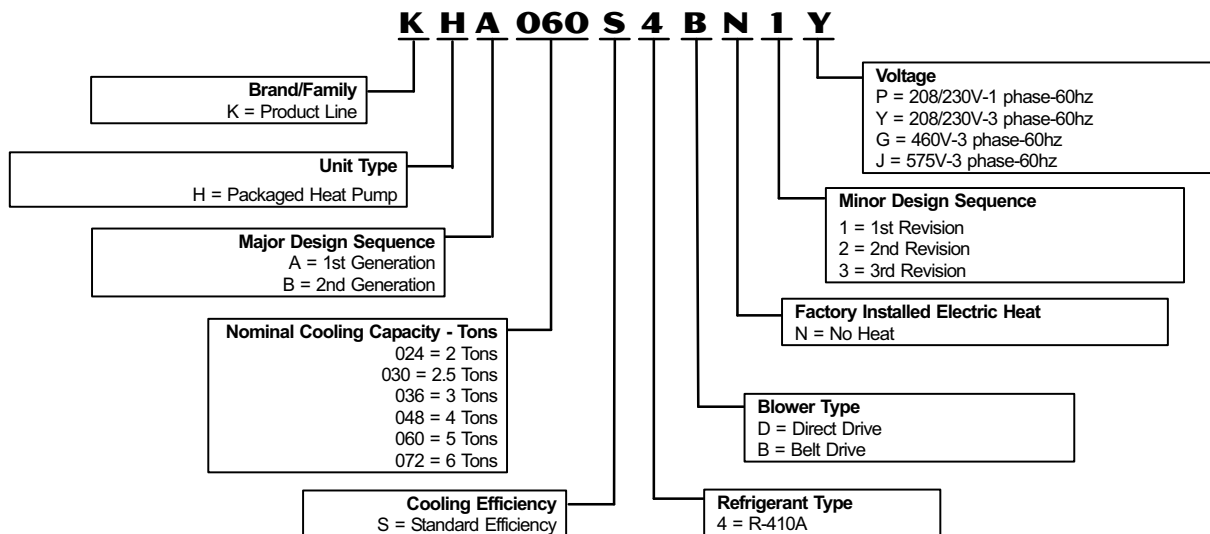 K H A 060 S 4 B N 1 Y
Brand/Family
K = Product Line
Unit Type
H = Packaged Heat Pump
Major Design Sequence
A = 1st Generation
B = 2nd Generation
Nominal Cooling Capacity - Tons
024 = 2 Tons
030 = 2.5 Tons
036 = 3 Tons
048 = 4 Tons
060 = 5 Tons
072 = 6 Tons
Cooling Efficiency
S = Standard Efficiency
Voltage
P = 208/230V-1 phase-60hz
Y = 208/230V-3 phase-60hz
G = 460V-3 phase-60hz
J = 575V-3 phase-60hz
Minor Design Sequence
1 = 1st Revision
2 = 2nd Revision
3 = 3rd Revision
Factory Installed Electric Heat
N = No Heat
Blower Type
D = Direct Drive
B = Belt Drive
Refrigerant Type
4 = R-410A